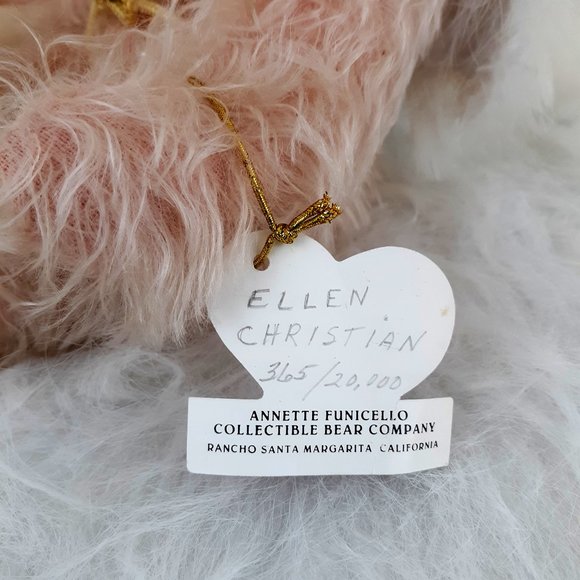 ELLEN
CHRISTIAN
365/20,000
ANNETTE FUNICELLO
COLLECTIBLE BEAR COMPANY
RANCHO SANTA MARGARITA CALIFORNIA